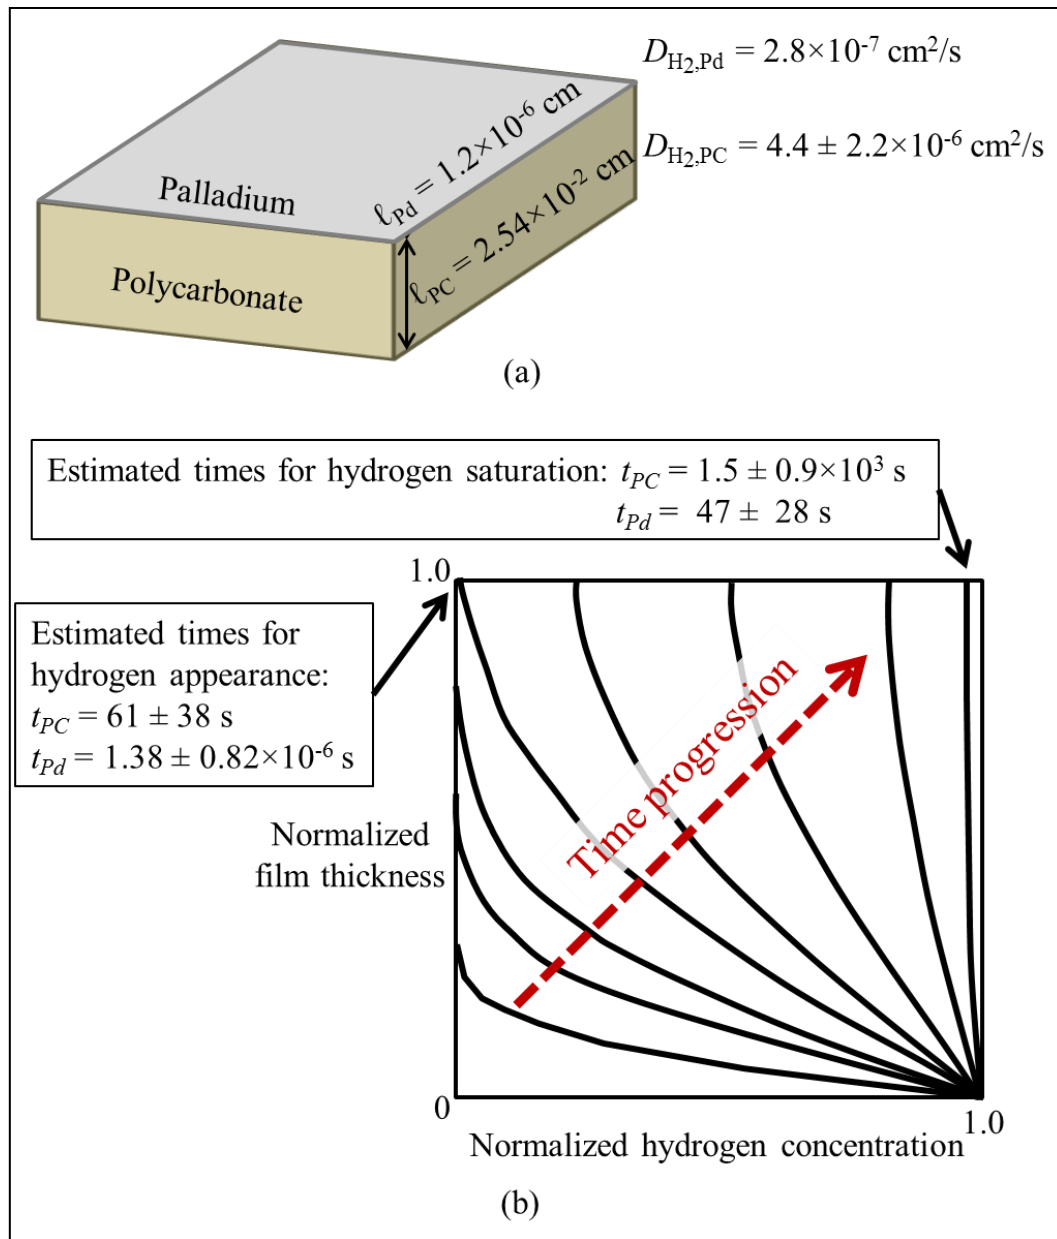 D_H₂,Pd = 2.8×10⁻⁷ cm²/s
D_H₂,PC = 4.4 ± 2.2×10⁻⁶ cm²/s
ℓ_Pd = 1.2×10⁻⁶ cm
Palladium
ℓ_PC = 2.54×10⁻² cm
Polycarbonate
(a)
Estimated times for hydrogen saturation: t_PC = 1.5 ± 0.9×10³ s
t_Pd = 47 ± 28 s
1.0
Estimated times for
hydrogen appearance:
t_PC = 61 ± 38 s
t_Pd = 1.38 ± 0.82×10⁻⁶ s
Time progression
Normalized
film thickness
0
1.0
Normalized hydrogen concentration
(b)